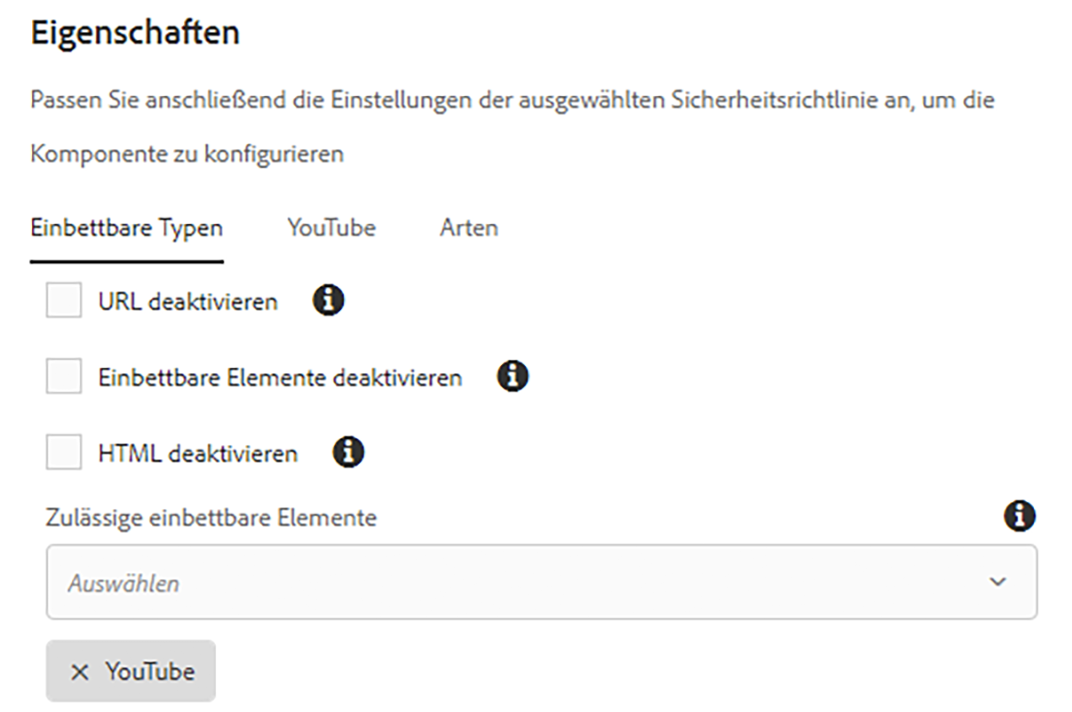 Eigenschaften
Passen Sie anschließend die Einstellungen der ausgewählten Sicherheitsrichtlinie an, um die
Komponente zu konfigurieren
Einbettbare Typen YouTube Arten
URL deaktivieren
Einbettbare Elemente deaktivieren
HTML deaktivieren
Zulässige einbettbare Elemente
Auswählen
YouTube